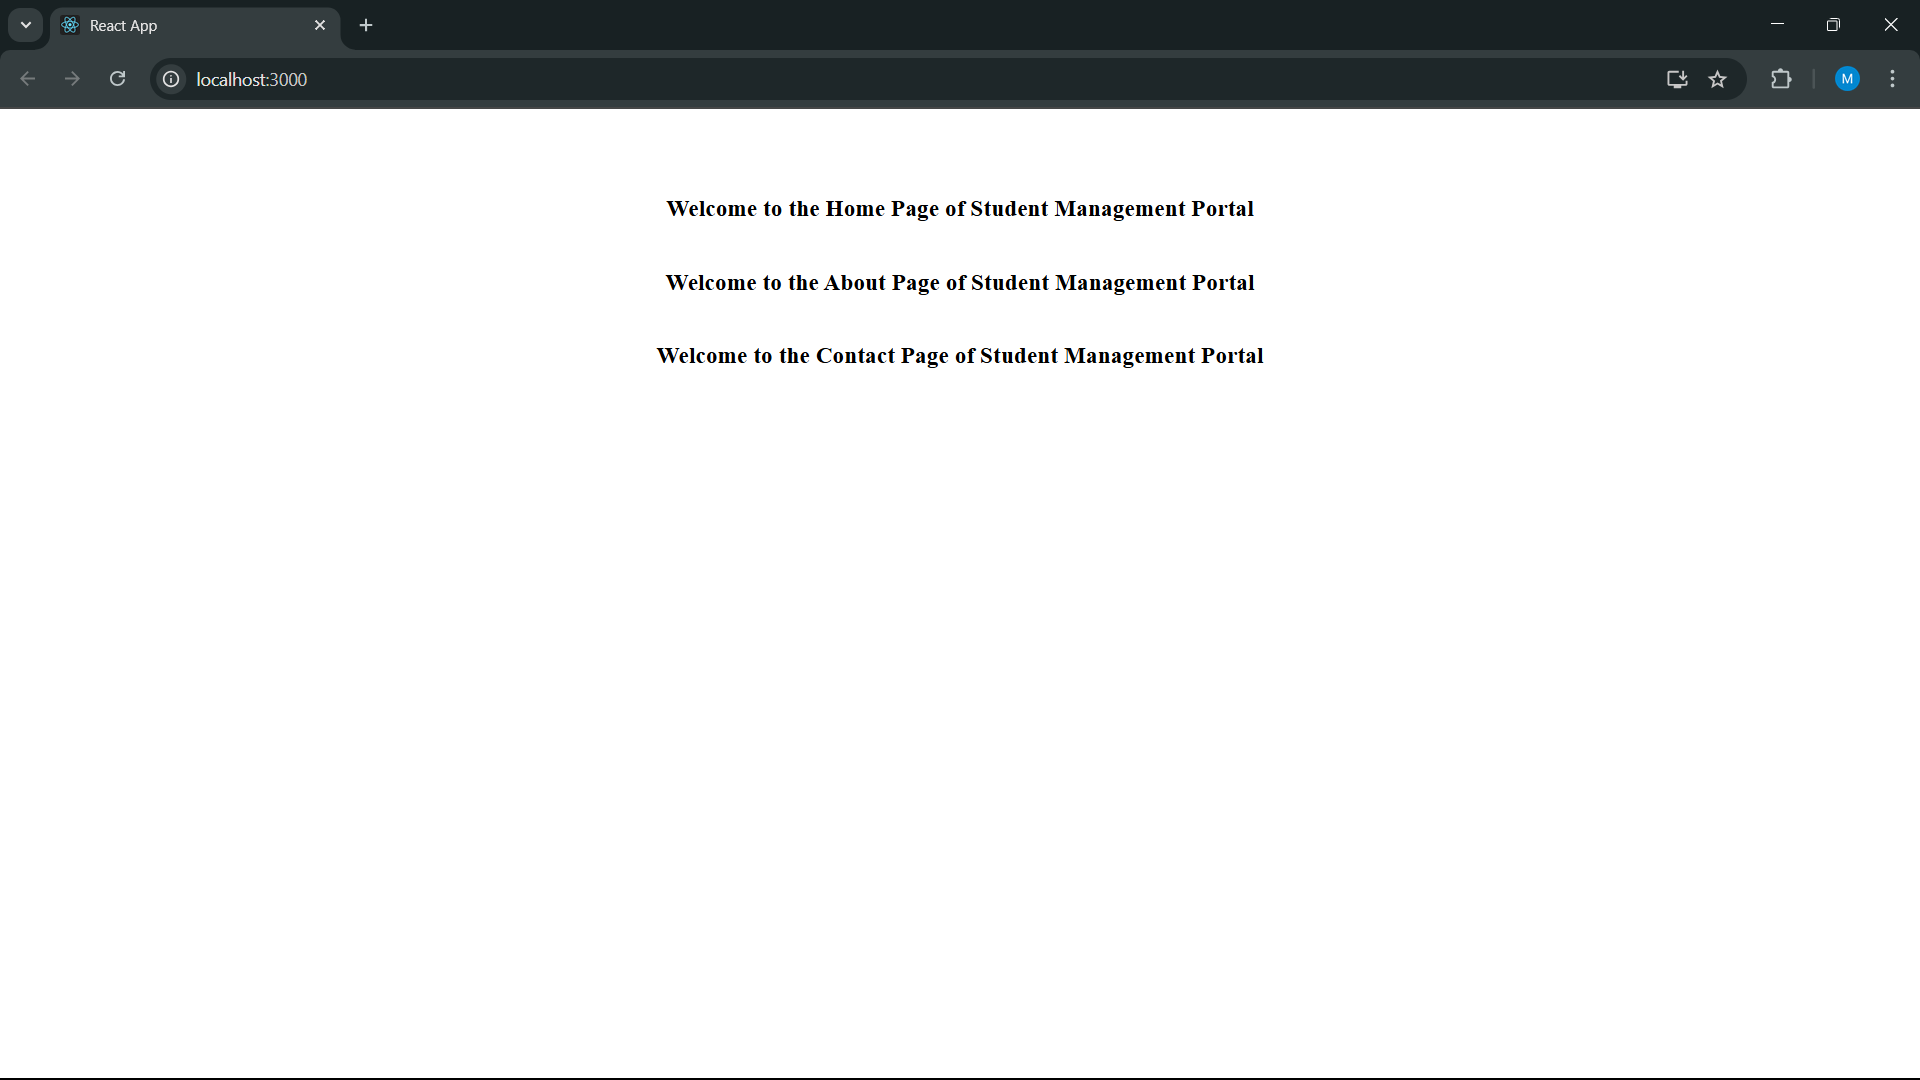 React App
localhost:3000
M
Welcome to the Home Page of Student Management Portal
Welcome to the About Page of Student Management Portal
Welcome to the Contact Page of Student Management Portal